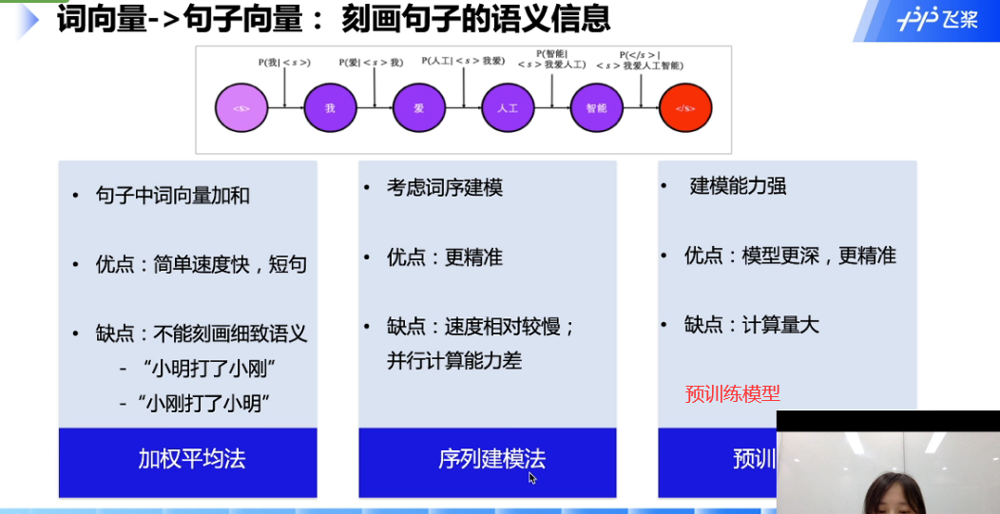 词向量->句子向量： 刻画句子的语义信息
飞桨
P(我|<s>)
P(爱|<s>我)
P(人工|<s>我爱)
P(智能|
<s>我爱人工)
P(</s>|
<s>我爱人工智能)
<s>
我
爱
人工
智能
</s>
• 句子中词向量加和
• 优点：简单速度快，短句
• 缺点：不能刻画细致语义
- “小明打了小刚”
- “小刚打了小明”
加权平均法
• 考虑词序建模
• 优点：更精准
• 缺点：速度相对较慢；
并行计算能力差
序列建模法
• 建模能力强
• 优点：模型更深，更精准
• 缺点：计算量大
预训练模型
预训